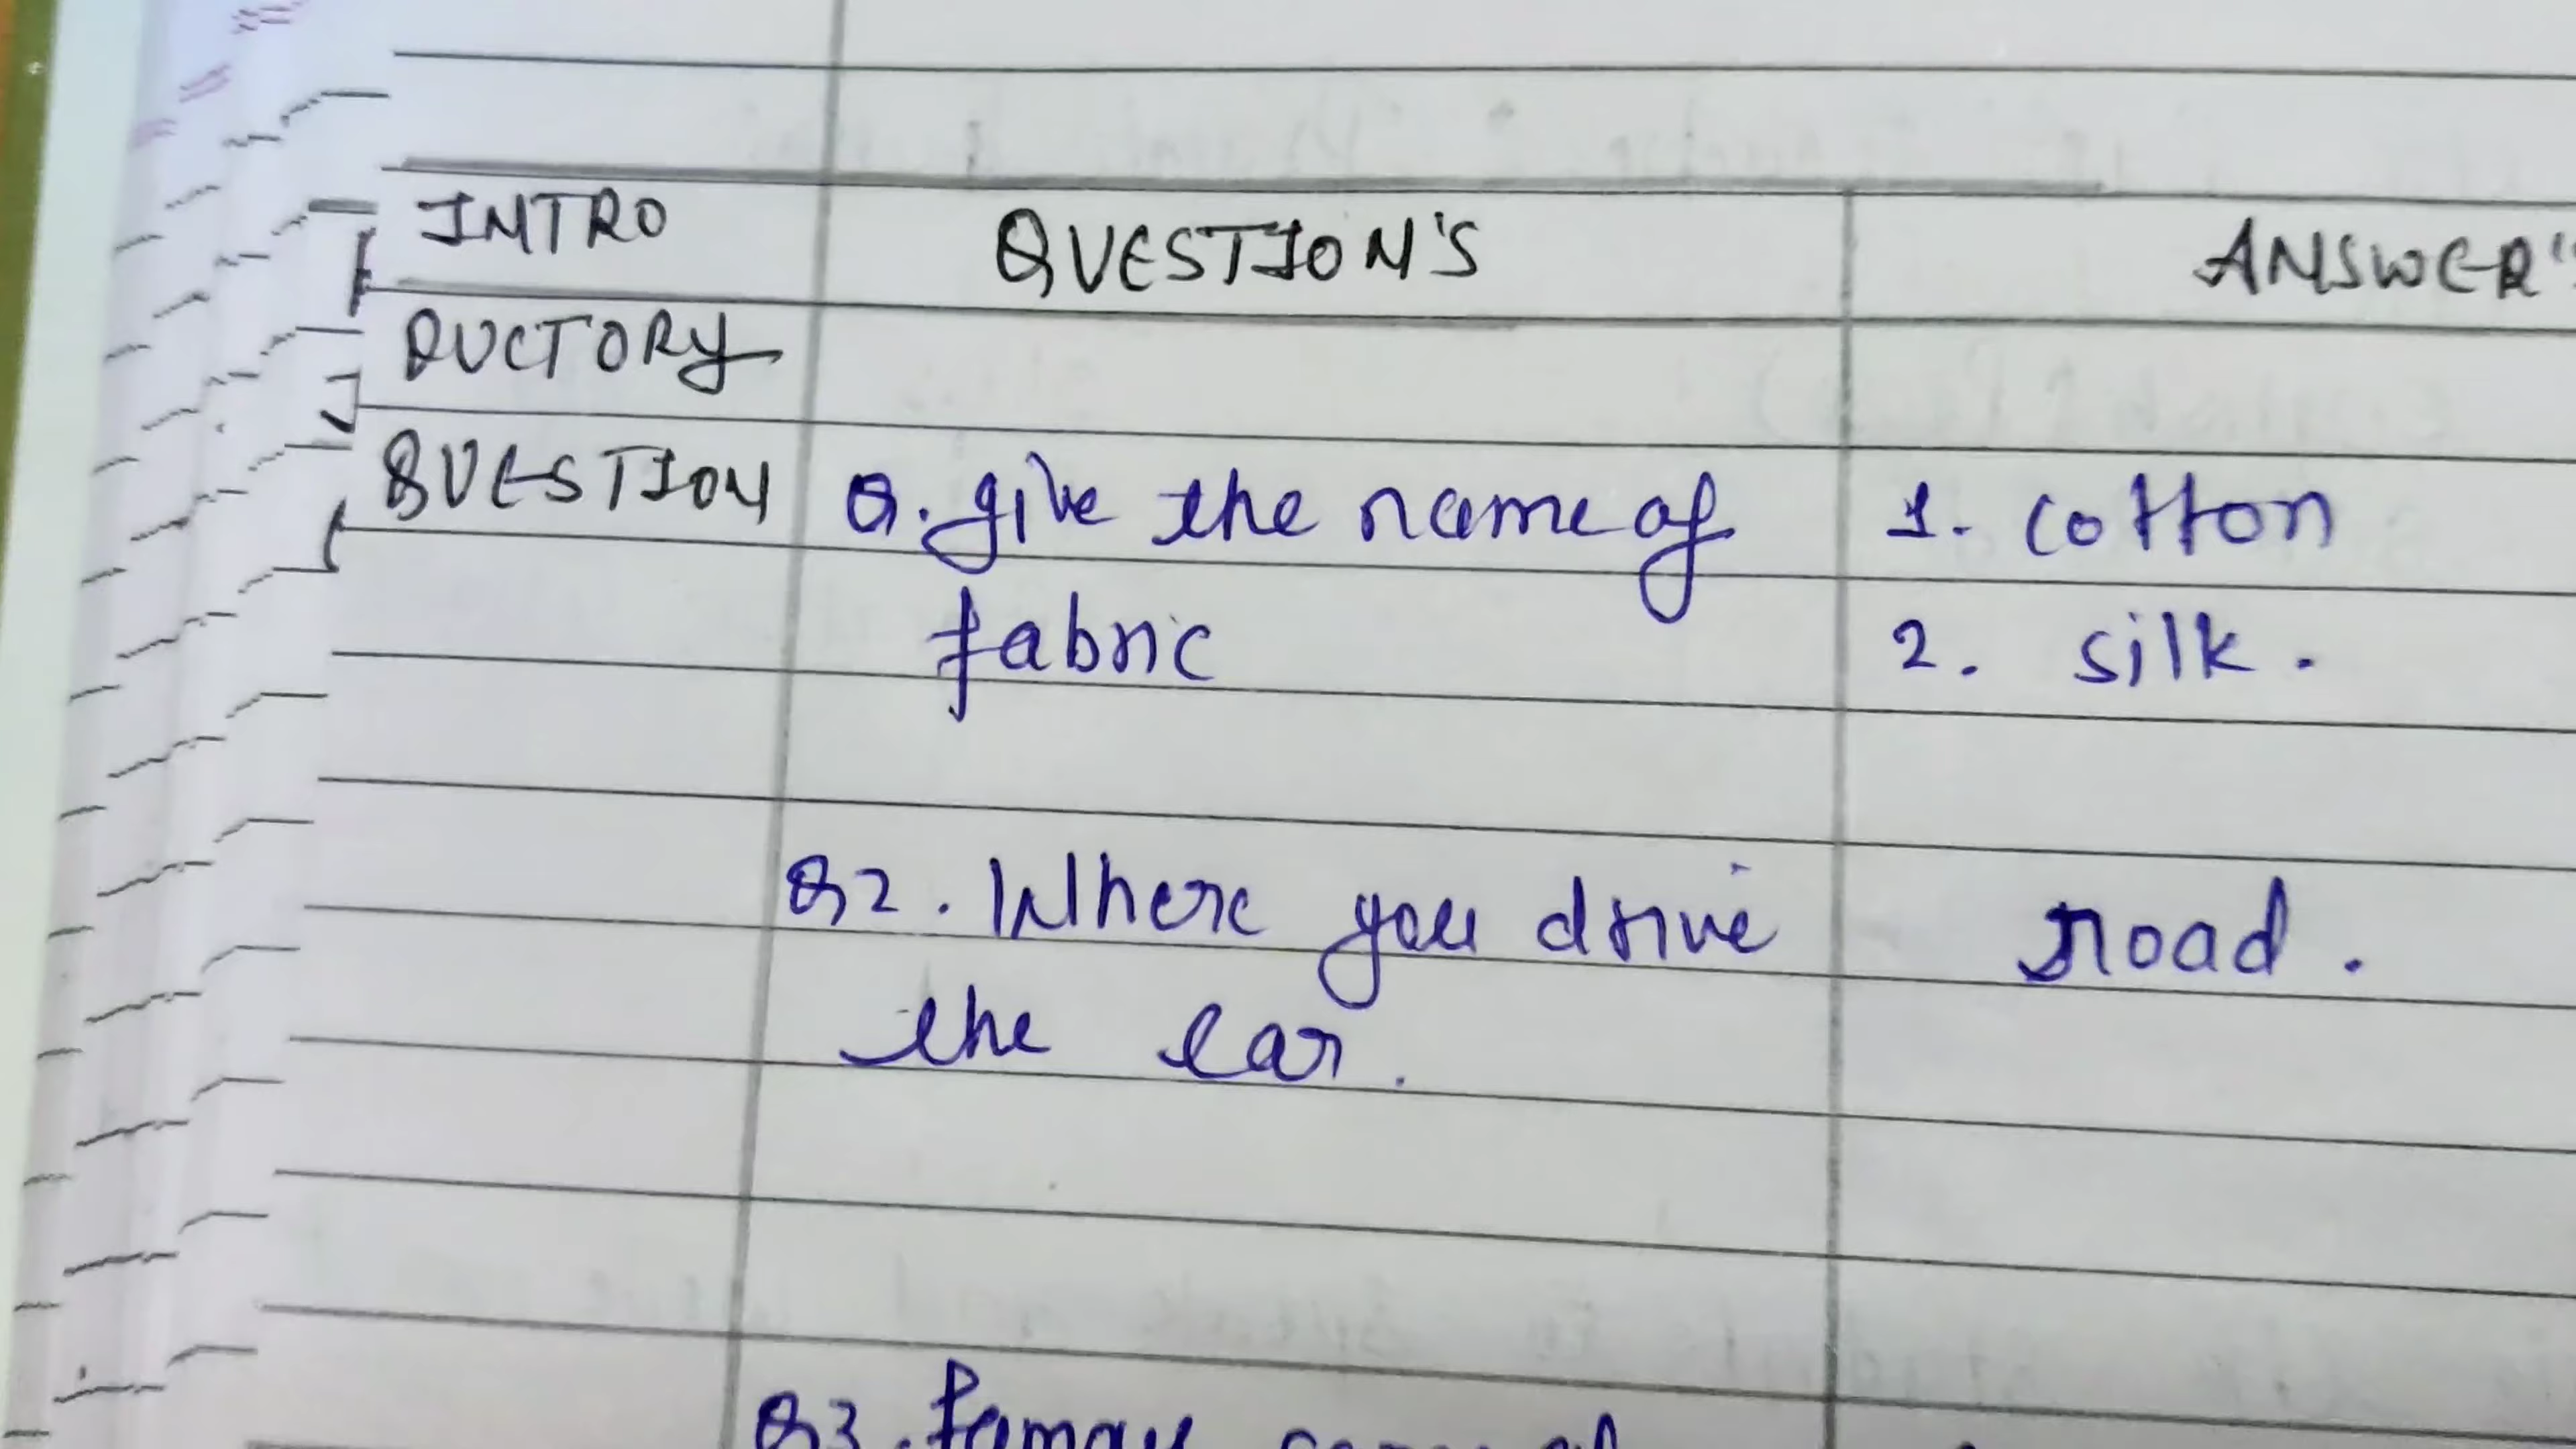 INTRO QUESTION'S ANSWER'
DUCTORY
QUESTION Q. give the name of 1. cotton
fabric 2. silk.
Q2. Where you drive road.
the car.
Q3.